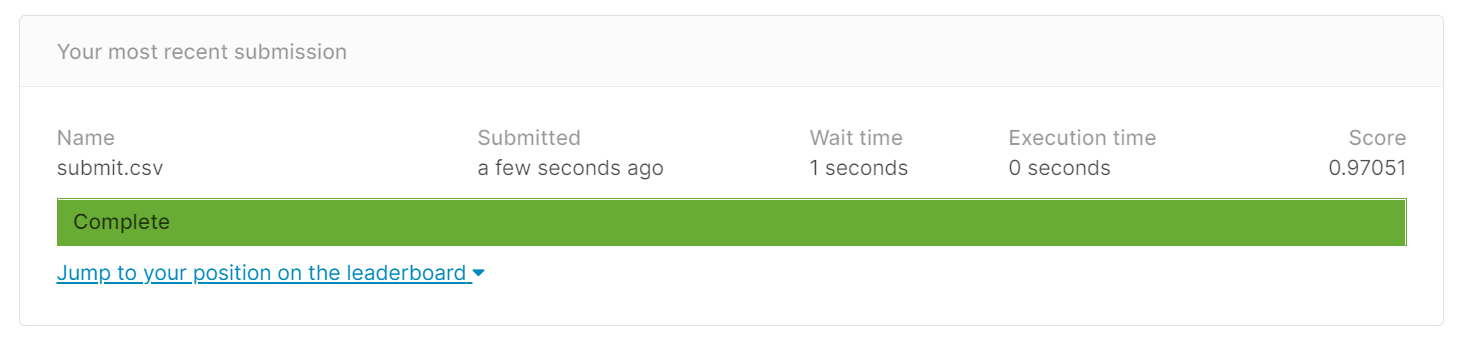 Your most recent submission
Name Submitted Wait time Execution time Score
submit.csv a few seconds ago 1 seconds 0 seconds 0.97051
Complete
Jump to your position on the leaderboard